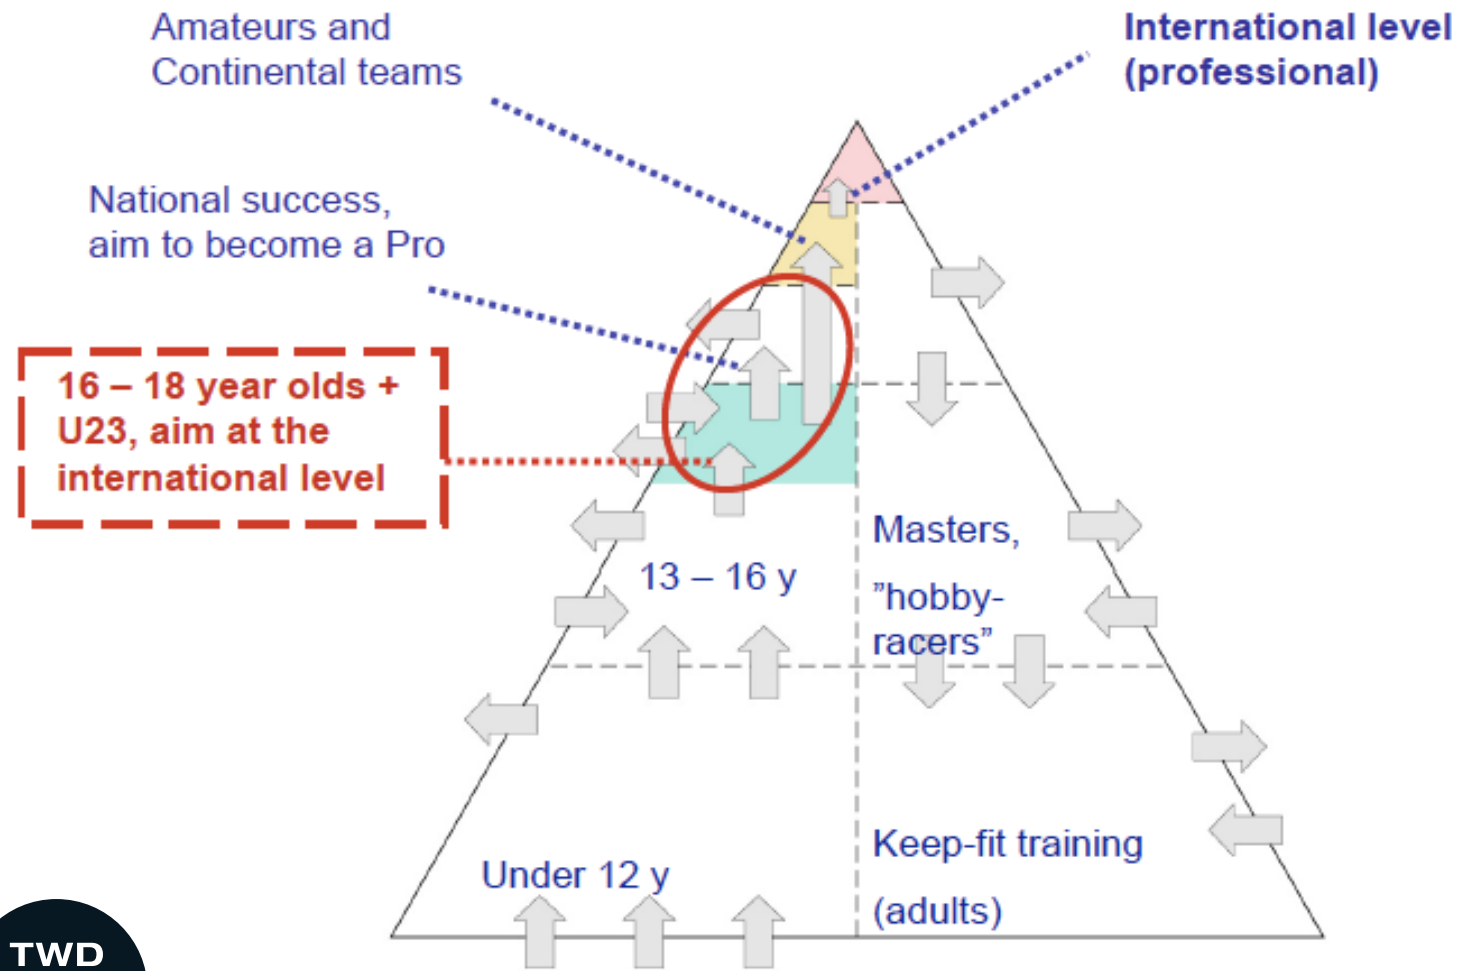 Amateurs and
Continental teams
International level
(professional)
National success,
aim to become a Pro
16 – 18 year olds +
U23, aim at the
international level
13 – 16 y
Masters,
”hobby-
racers”
Under 12 y
Keep-fit training
(adults)
TWD